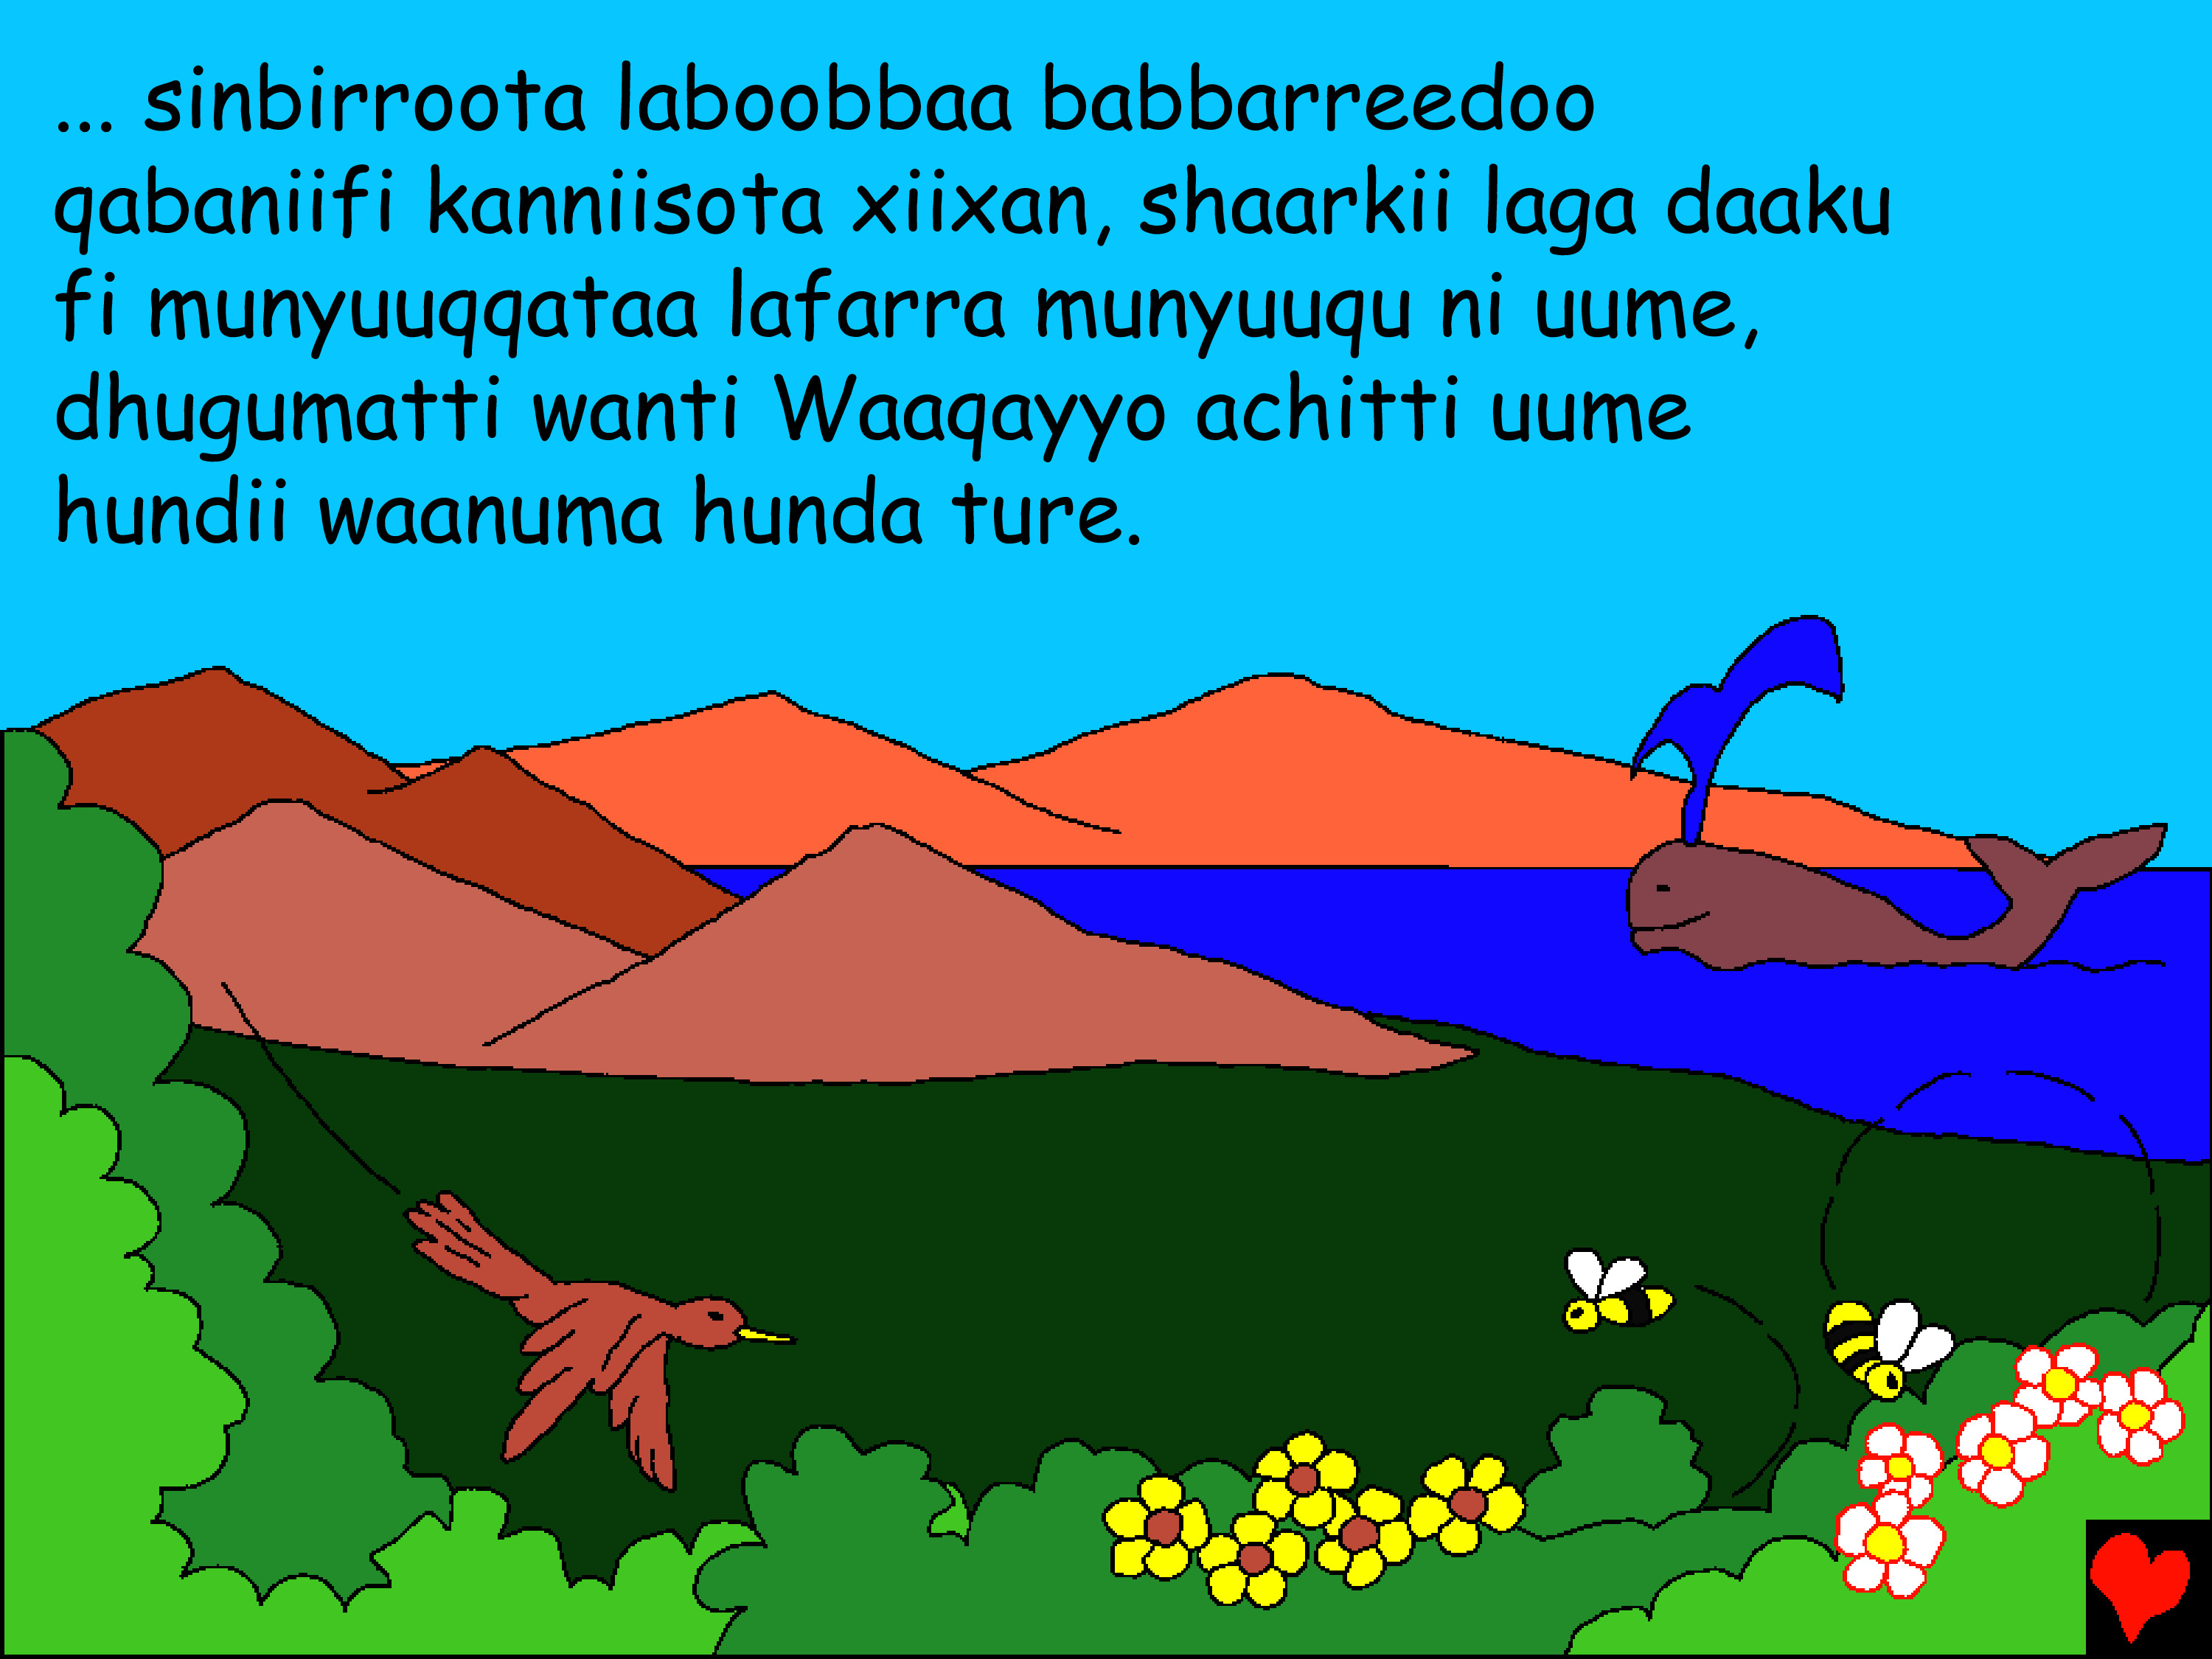 ... sinbirroota laboobbaa babbarreedoo
qabaniifi kanniisota xiixan, shaarkii laga daaku
fi munyuuqqataa lafarra munyuuqu ni uume,
dhugumatti wanti Waaqayyo achitti uume
hundii waanuma hunda ture.